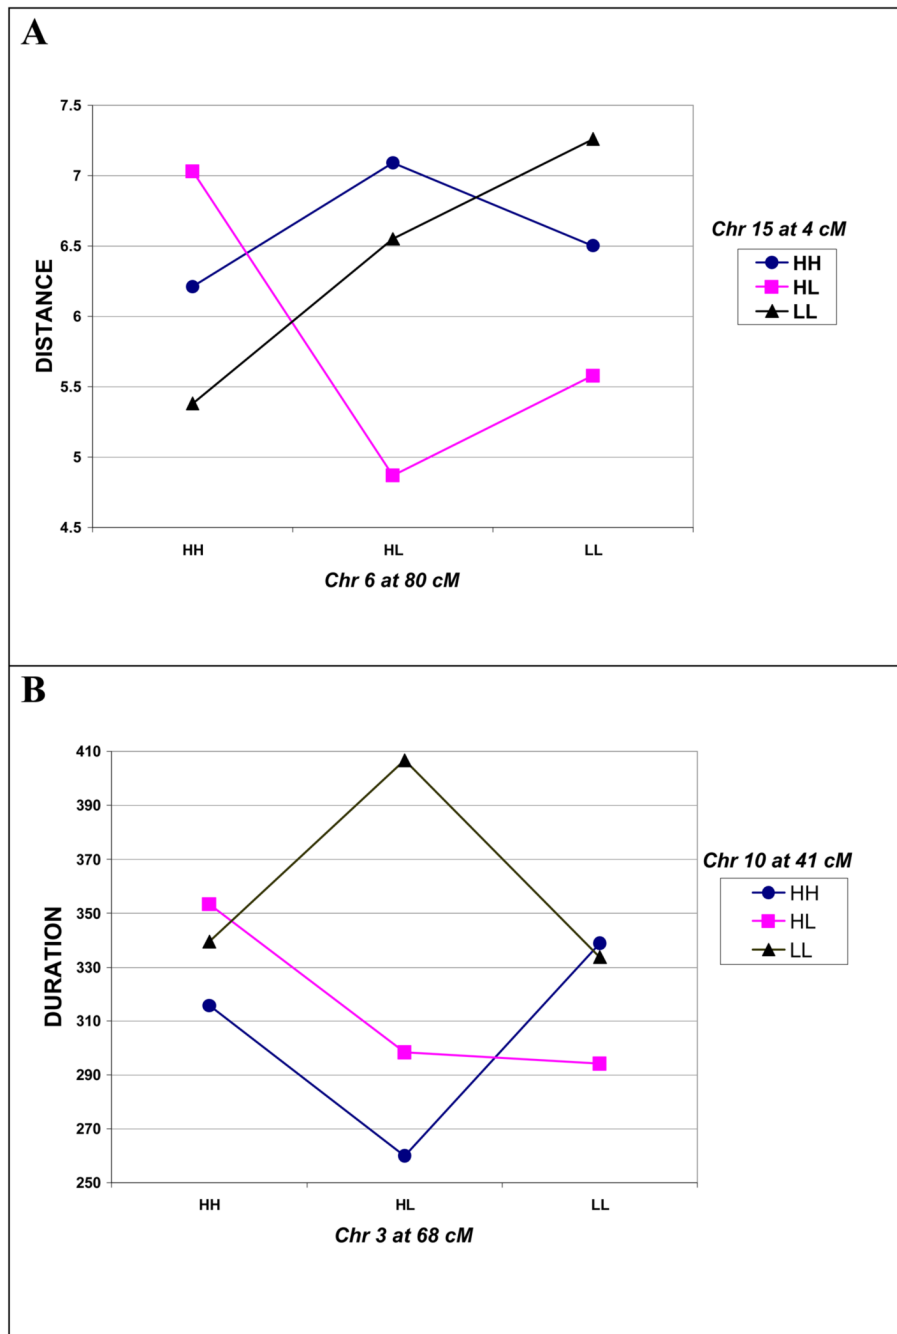 A
7.5
7
6.5
6
5.5
5
4.5
DISTANCE
HH
HL
LL
Chr 6 at 80 cM
Chr 15 at 4 cM
HH
HL
LL
B
410
390
370
350
330
310
290
270
250
DURATION
HH
HL
LL
Chr 3 at 68 cM
Chr 10 at 41 cM
HH
HL
LL